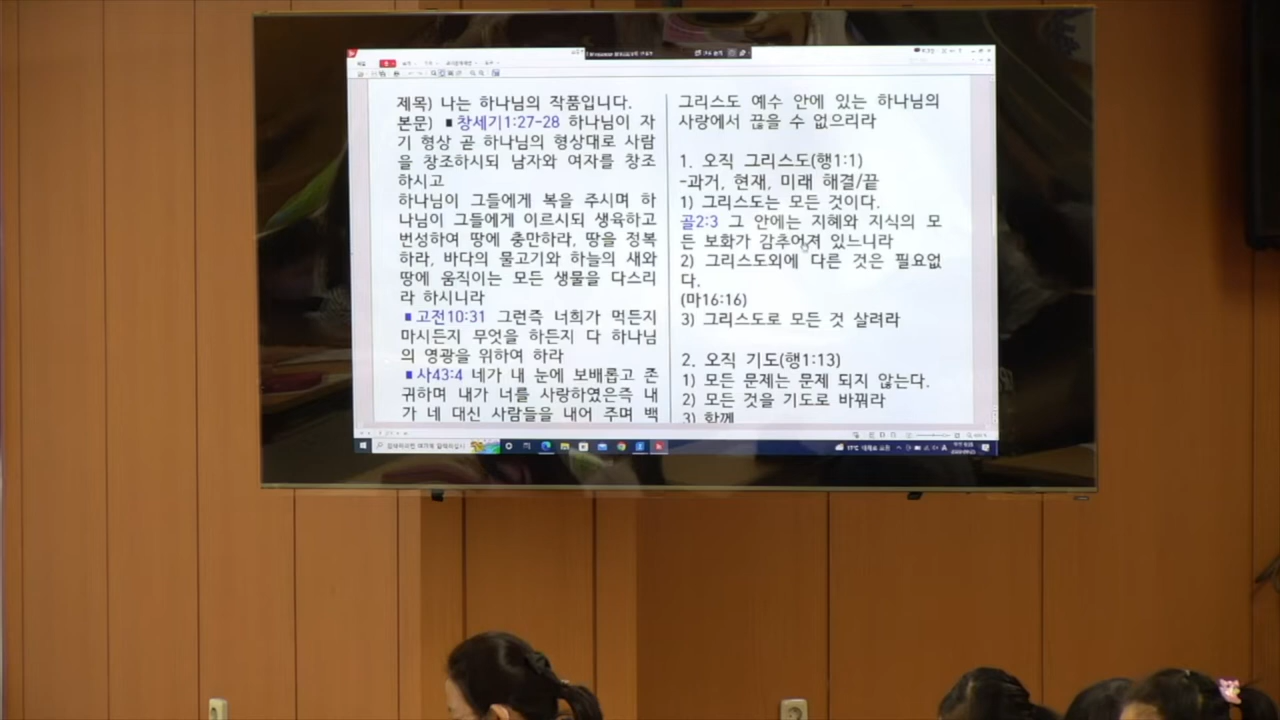 제목) 나는 하나님의 작품입니다.
본문) ■창세기1:27-28 하나님이 자
기 형상 곧 하나님의 형상대로 사람
을 창조하시되 남자와 여자를 창조
하시고
하나님이 그들에게 복을 주시며 하
나님이 그들에게 이르시되 생육하고
번성하여 땅에 충만하라, 땅을 정복
하라, 바다의 물고기와 하늘의 새와
땅에 움직이는 모든 생물을 다스리
라 하시니라
■고전10:31 그런즉 너희가 먹든지
마시든지 무엇을 하든지 다 하나님
의 영광을 위하여 하라
■사43:4 네가 내 눈에 보배롭고 존
귀하며 내가 너를 사랑하였은즉 내
가 네 대신 사람들을 내어 주며 백
그리스도 예수 안에 있는 하나님의
사랑에서 끊을 수 없으리라
1. 오직 그리스도(행1:1)
-과거, 현재, 미래 해결/끝
1) 그리스도는 모든 것이다.
골2:3 그 안에는 지혜와 지식의 모
든 보화가 감추어져 있느니라
2) 그리스도외에 다른 것은 필요없
다.
(마16:16)
3) 그리스도로 모든 것 살려라
2. 오직 기도(행1:13)
1) 모든 문제는 문제 되지 않는다.
2) 모든 것을 기도로 바꿔라
3) 함께